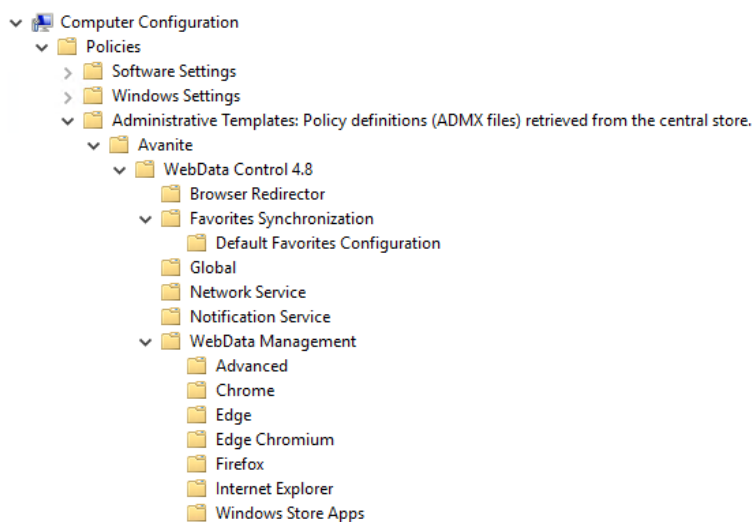 Computer Configuration
Policies
Software Settings
Windows Settings
Administrative Templates: Policy definitions (ADMX files) retrieved from the central store.
Avanite
WebData Control 4.8
Browser Redirector
Favorites Synchronization
Default Favorites Configuration
Global
Network Service
Notification Service
WebData Management
Advanced
Chrome
Edge
Edge Chromium
Firefox
Internet Explorer
Windows Store Apps